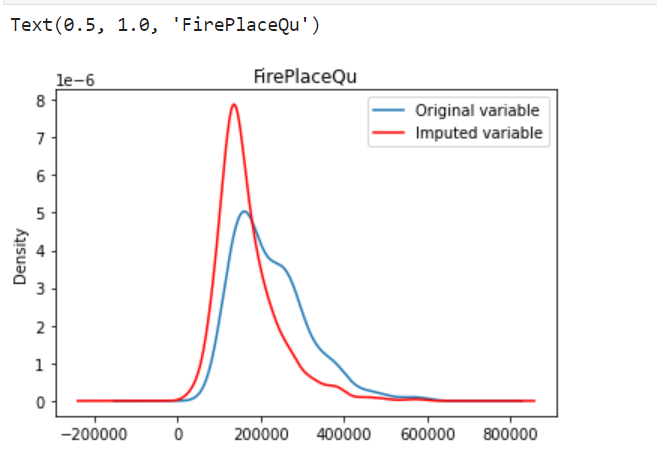 Text(0.5, 1.0, 'FirePlaceQu')
FirePlaceQu
1e−6
Original variable
Imputed variable
8
7
6
5
4
3
2
1
0
Density
−200000 0 200000 400000 600000 800000